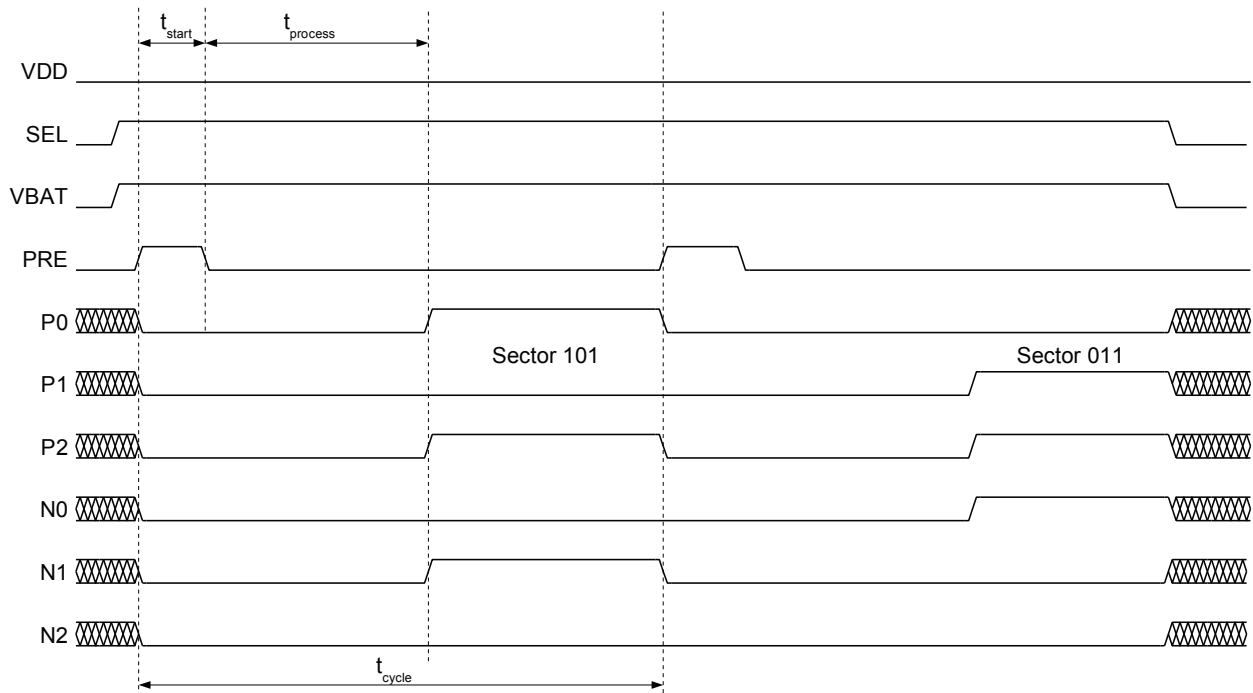 t_start t_process
VDD
SEL
VBAT
PRE
P0
Sector 101 Sector 011
P1
P2
N0
N1
N2
t_cycle